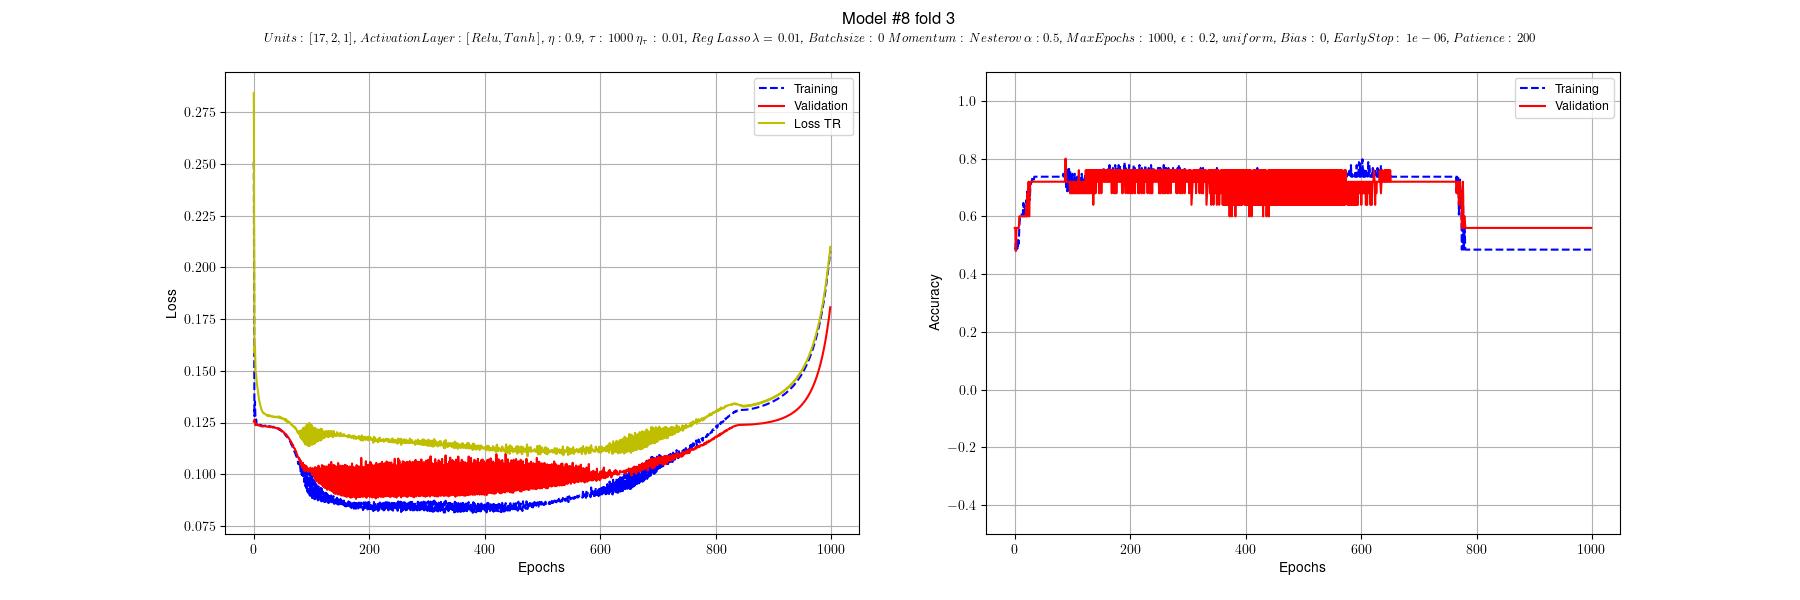 Model #8 fold 3
Units : [17, 2, 1], ActivationLayer : [Relu, Tanh], η : 0.9, τ : 1000 ητ : 0.01, Reg Lasso λ = 0.01, Batchsize : 0 Momentum : Nesterov α : 0.5, MaxEpochs : 1000, ϵ : 0.2, uniform, Bias : 0, EarlyStop : 1e − 06, Patience : 200
Training
Validation
Loss TR
0.275
0.250
0.225
0.200
0.175
0.150
0.125
0.100
0.075
Loss
0 200 400 600 800 1000
Epochs
Training
Validation
1.0
0.8
0.6
0.4
0.2
0.0
−0.2
−0.4
Accuracy
0 200 400 600 800 1000
Epochs